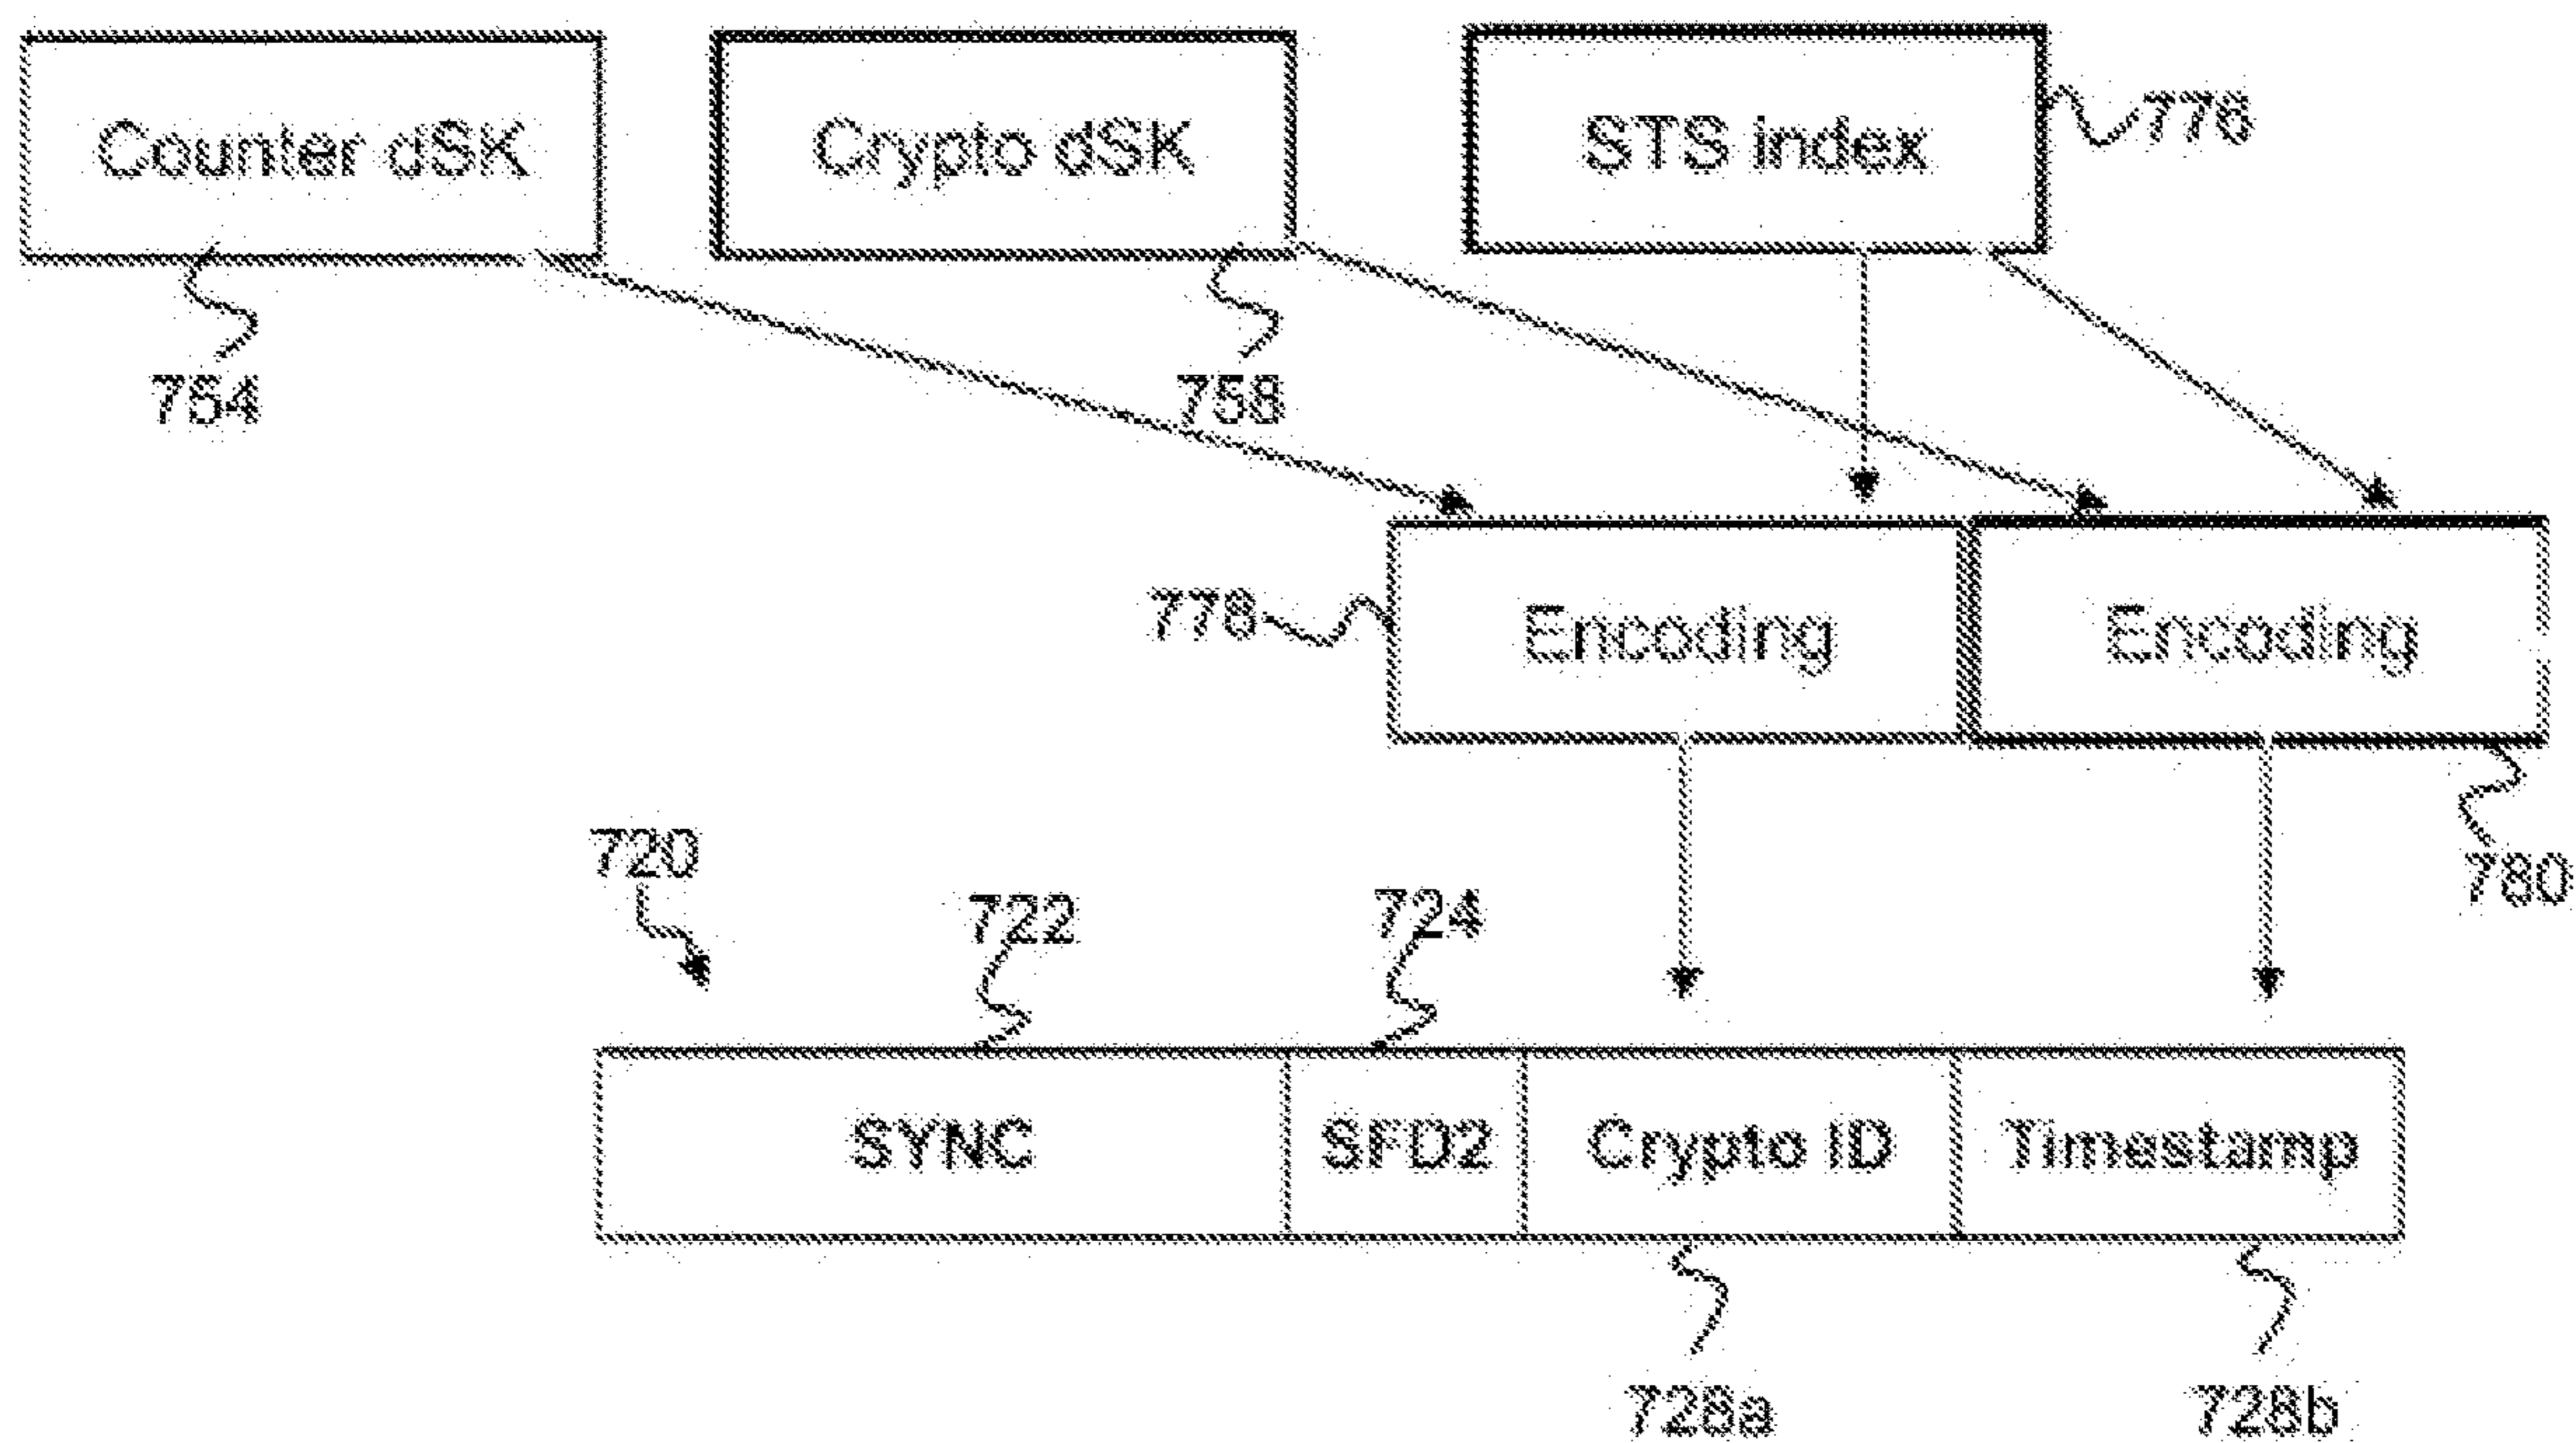 Counter dSK
Crypto dSK
STS index
776
754
758
778
Encoding
Encoding
780
720
722
724
SYNC
SFD2
Crypto ID
Timestamp
728a
728b